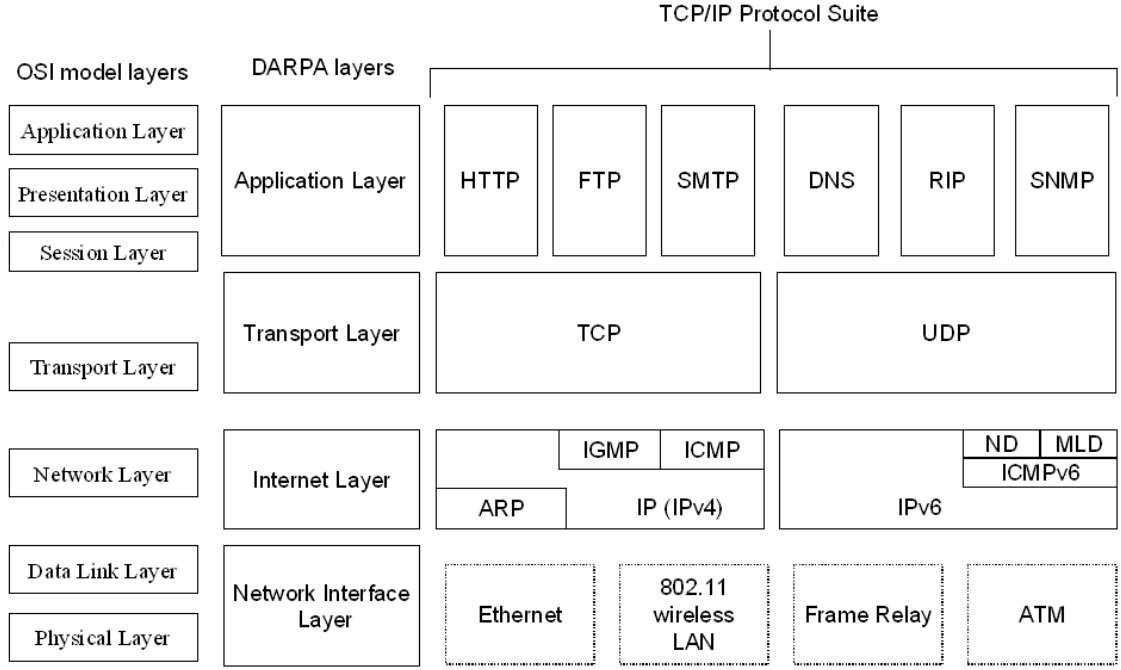 TCP/IP Protocol Suite
OSI model layers
DARPA layers
Application Layer
Presentation Layer
Session Layer
Application Layer
HTTP
FTP
SMTP
DNS
RIP
SNMP
Transport Layer
Transport Layer
TCP
UDP
Network Layer
Internet Layer
IGMP
ICMP
ARP
IP (IPv4)
IPv6
ND
MLD
ICMPv6
Data Link Layer
Physical Layer
Network Interface
Layer
Ethernet
802.11
wireless
LAN
Frame Relay
ATM